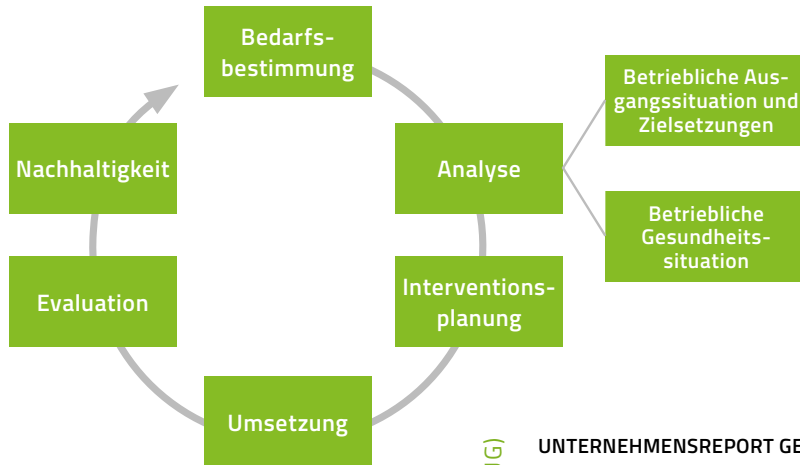 Bedarfs-
bestimmung
Analyse
Betriebliche Aus-
gangssituation und
Zielsetzungen
Betriebliche
Gesundheits-
situation
Interventions-
planung
Umsetzung
Evaluation
Nachhaltigkeit
UNTERNEHMENSREPORT GE